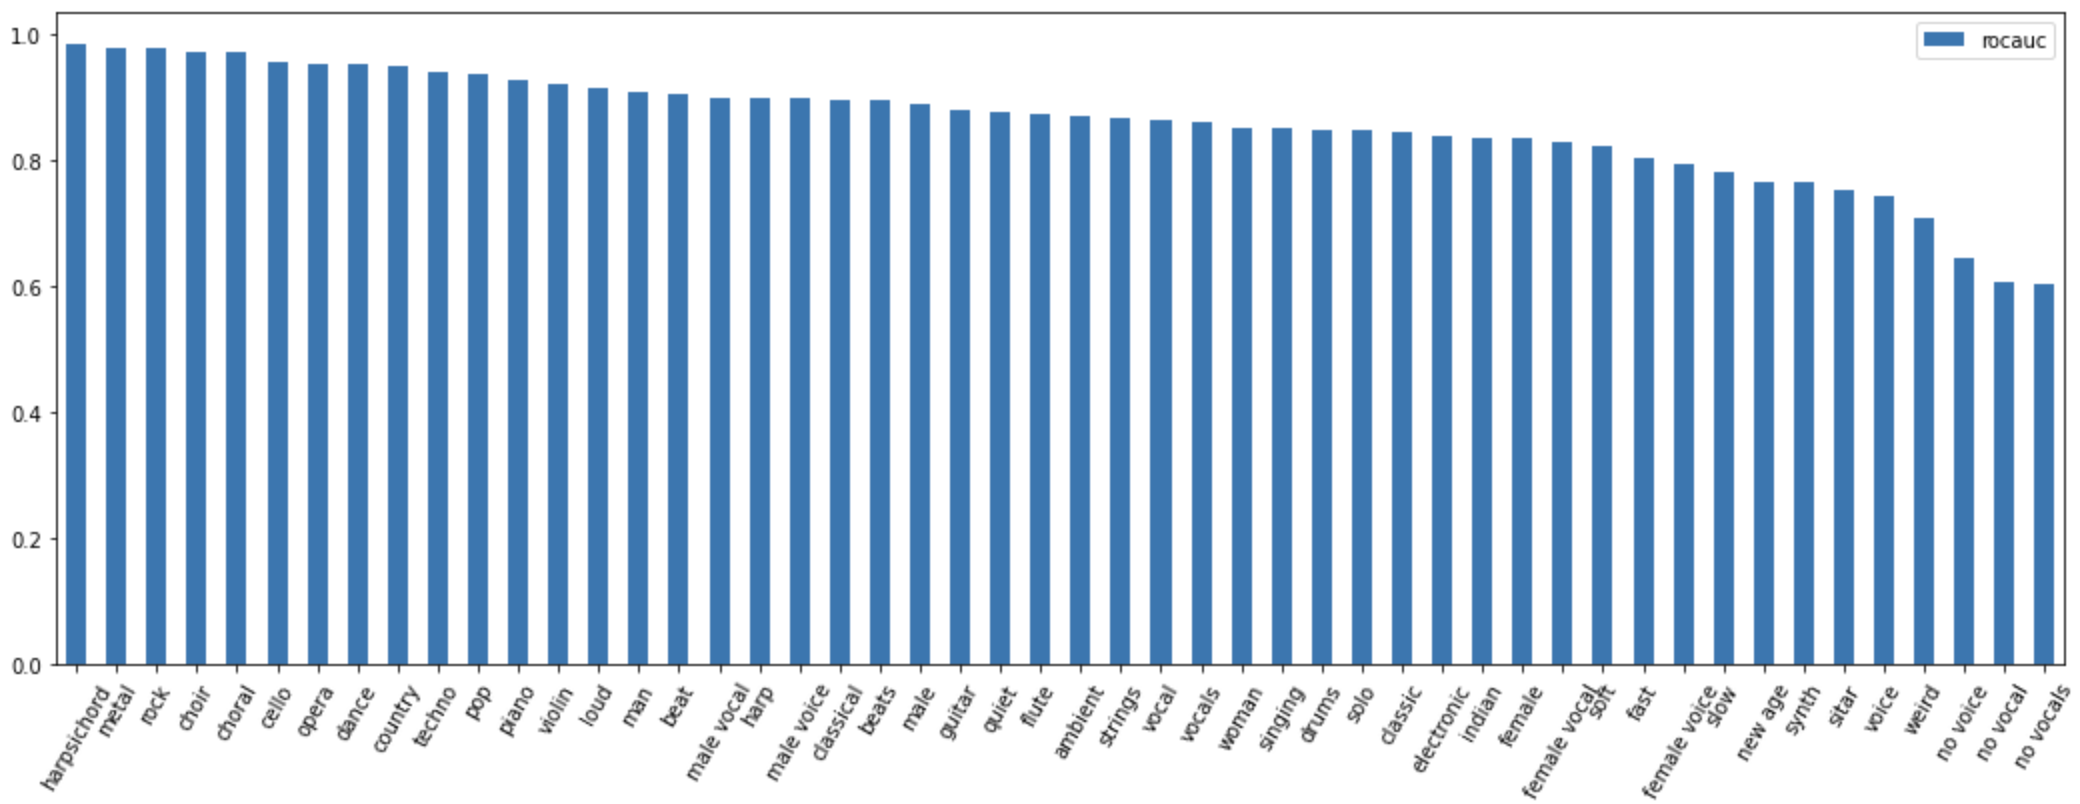 rocauc
1.0
0.8
0.6
0.4
0.2
0.0
harpsichord
metal
rock
choir
choral
cello
opera
dance
country
techno
pop
piano
violin
loud
man
beat
male vocal
harp
male voice
classical
beats
male
guitar
quiet
flute
ambient
strings
vocal
vocals
woman
singing
drums
solo
classic
electronic
indian
female
female vocal
soft
fast
female voice
slow
new age
synth
sitar
voice
weird
no voice
no vocal
no vocals